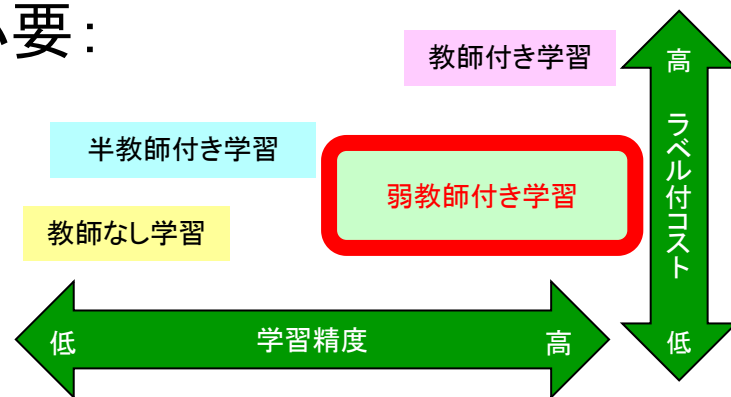 要:
教師付き学習
高
半教師付き学習
ラベル付コスト
弱教師付き学習
教師なし学習
低
学習精度
高
低